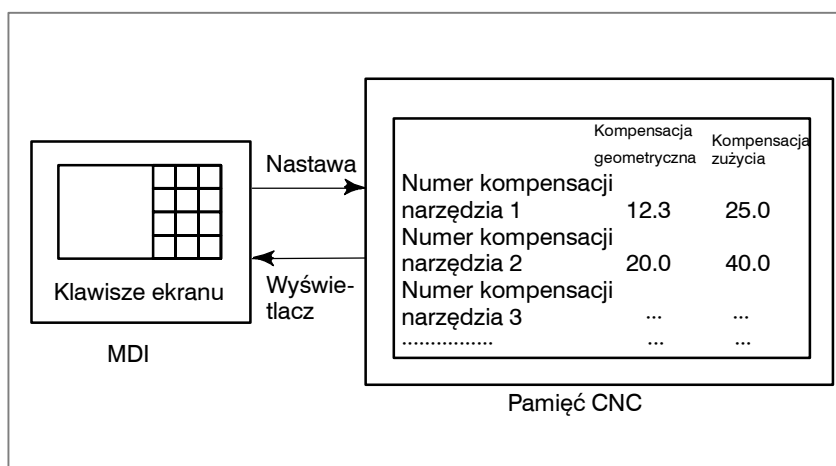 Nastawa
Wyświe-
tlacz
Klawisze ekranu
MDI
Kompensacja
geometryczna
Kompensacja
zużycia
Numer kompensacji
narzędzia 1 12.3 25.0
Numer kompensacji
narzędzia 2 20.0 40.0
Numer kompensacji
narzędzia 3 ... ...
................ ... ...
Pamięć CNC